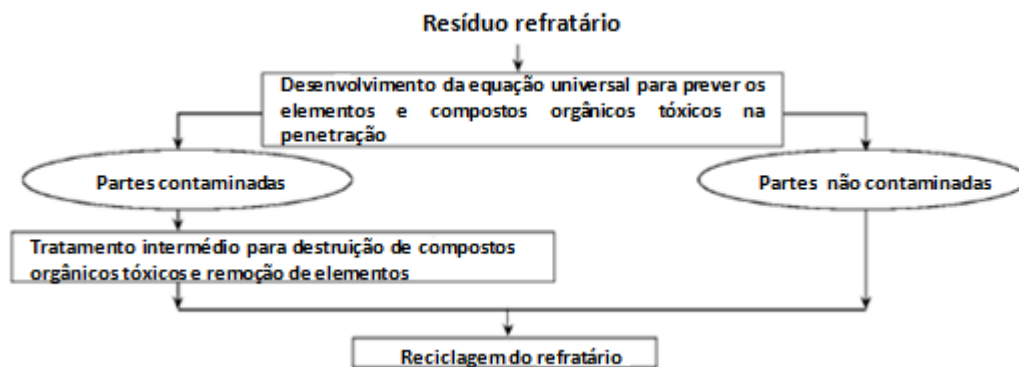 Resíduo refratário
Desenvolvimento da equação universal para prever os
elementos e compostos orgânicos tóxicos na
penetração
Partes contaminadas
Partes não contaminadas
Tratamento intermédio para destruição de compostos
orgânicos tóxicos e remoção de elementos
Reciclagem do refratário